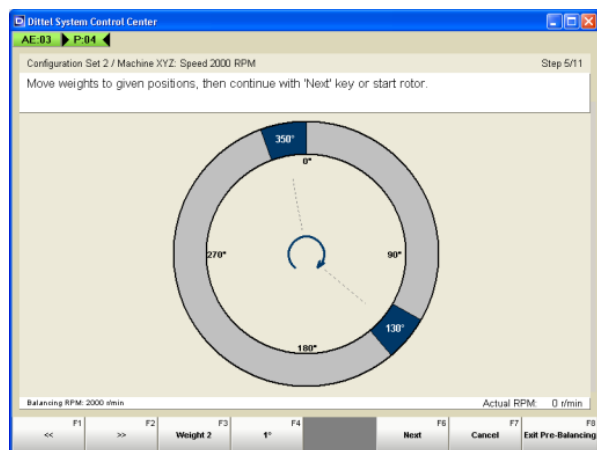 Dittel System Control Center
AE:03 P:04
Configuration Set 2 / Machine XYZ: Speed 2000 RPM Step 5/11
Move weights to given positions, then continue with 'Next' key or start rotor.
350°
0°
270° 90°
130°
180°
Balancing RPM: 2000 r/min Actual RPM: 0 r/min
F1 F2 F3 F4 F6 F7 F8
<< >> Weight 2 1° Next Cancel Exit Pre-Balancing